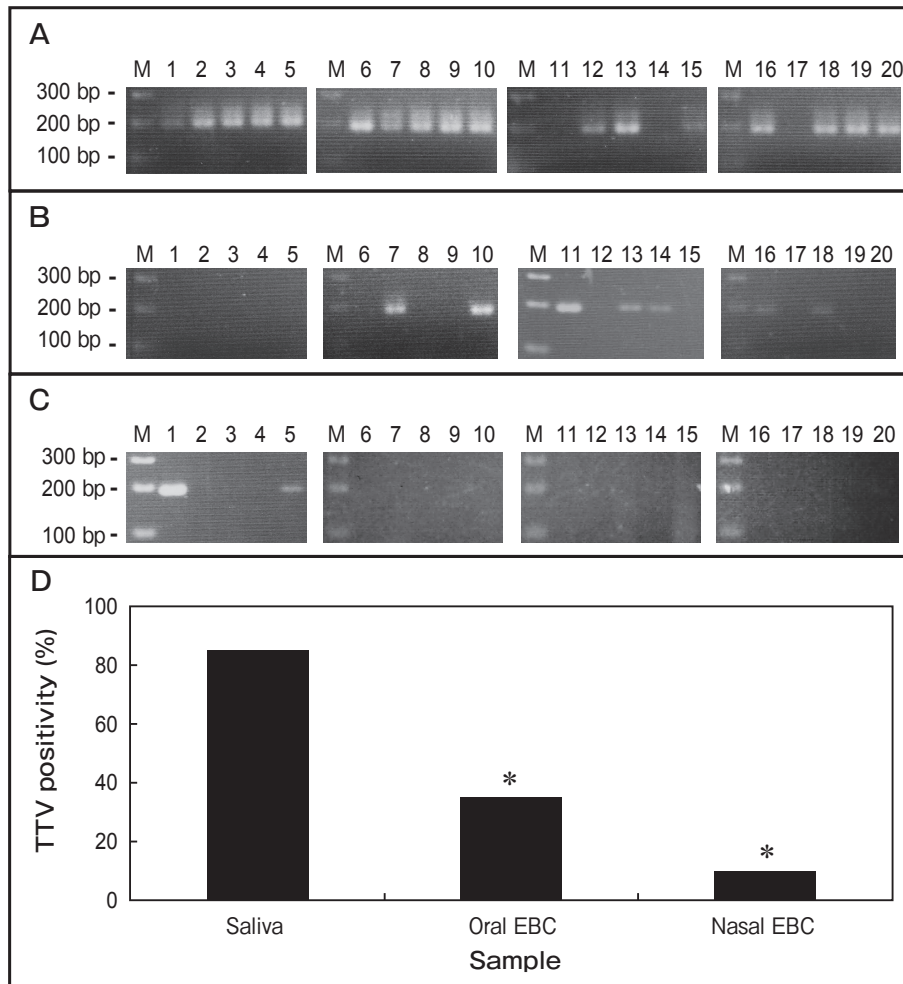 A
M 1 2 3 4 5 M 6 7 8 9 10 M 11 12 13 14 15 M 16 17 18 19 20
300 bp -
200 bp -
100 bp -
B
M 1 2 3 4 5 M 6 7 8 9 10 M 11 12 13 14 15 M 16 17 18 19 20
300 bp -
200 bp -
100 bp -
C
M 1 2 3 4 5 M 6 7 8 9 10 M 11 12 13 14 15 M 16 17 18 19 20
300 bp -
200 bp -
100 bp -
D
TTV positivity (%)
100
80
60
40
20
0
*
*
Saliva Oral EBC Nasal EBC
Sample